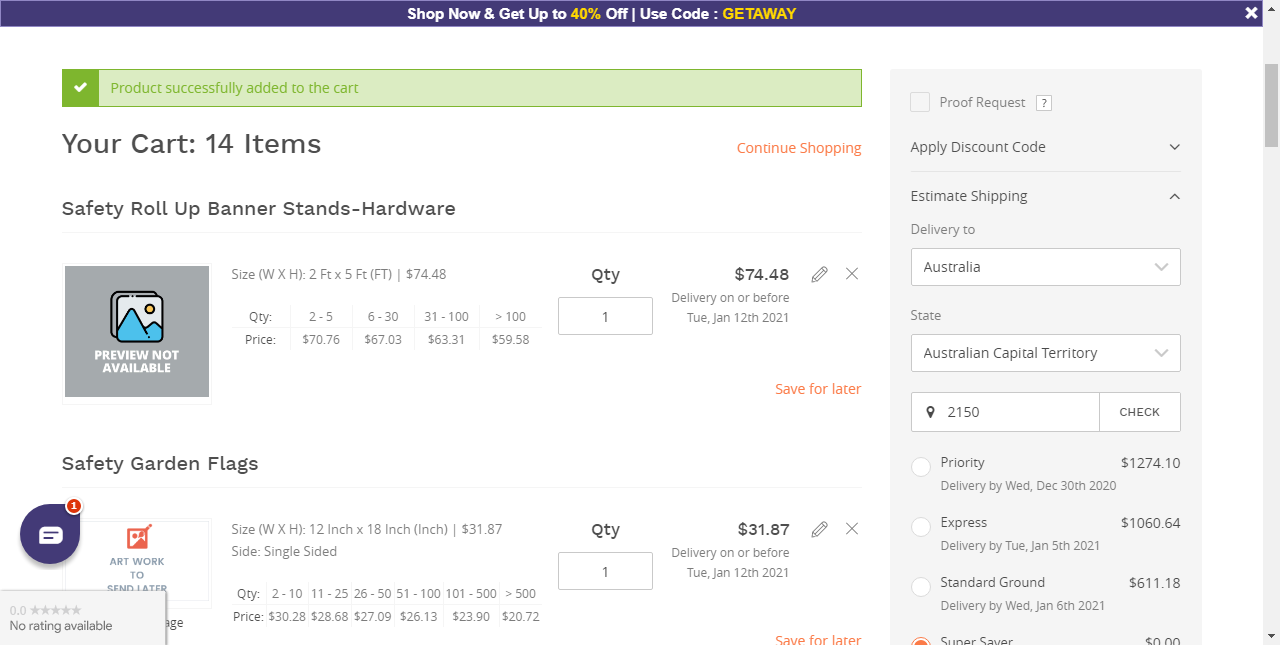 Shop Now & Get Up to 40% Off | Use Code : GETAWAY
Product successfully added to the cart
Your Cart: 14 Items
Continue Shopping
Safety Roll Up Banner Stands-Hardware
PREVIEW NOT
AVAILABLE
Size (W X H): 2 Ft x 5 Ft (FT) | $74.48
Qty: 2 - 5 6 - 30 31 - 100 > 100
Price: $70.76 $67.03 $63.31 $59.58
Qty
1
$74.48
Delivery on or before
Tue, Jan 12th 2021
Save for later
Safety Garden Flags
ART WORK
TO
SEND LATER
Size (W X H): 12 Inch x 18 Inch (Inch) | $31.87
Side: Single Sided
Qty: 2 - 10 11 - 25 26 - 50 51 - 100 101 - 500 > 500
Price: $30.28 $28.68 $27.09 $26.13 $23.90 $20.72
Qty
1
$31.87
Delivery on or before
Tue, Jan 12th 2021
Save for later
1
0.0
No rating available
age
Proof Request ?
Apply Discount Code
Estimate Shipping
Delivery to
Australia
State
Australian Capital Territory
2150 CHECK
Priority $1274.10
Delivery by Wed, Dec 30th 2020
Express $1060.64
Delivery by Tue, Jan 5th 2021
Standard Ground $611.18
Delivery by Wed, Jan 6th 2021
Super Saver $0.00